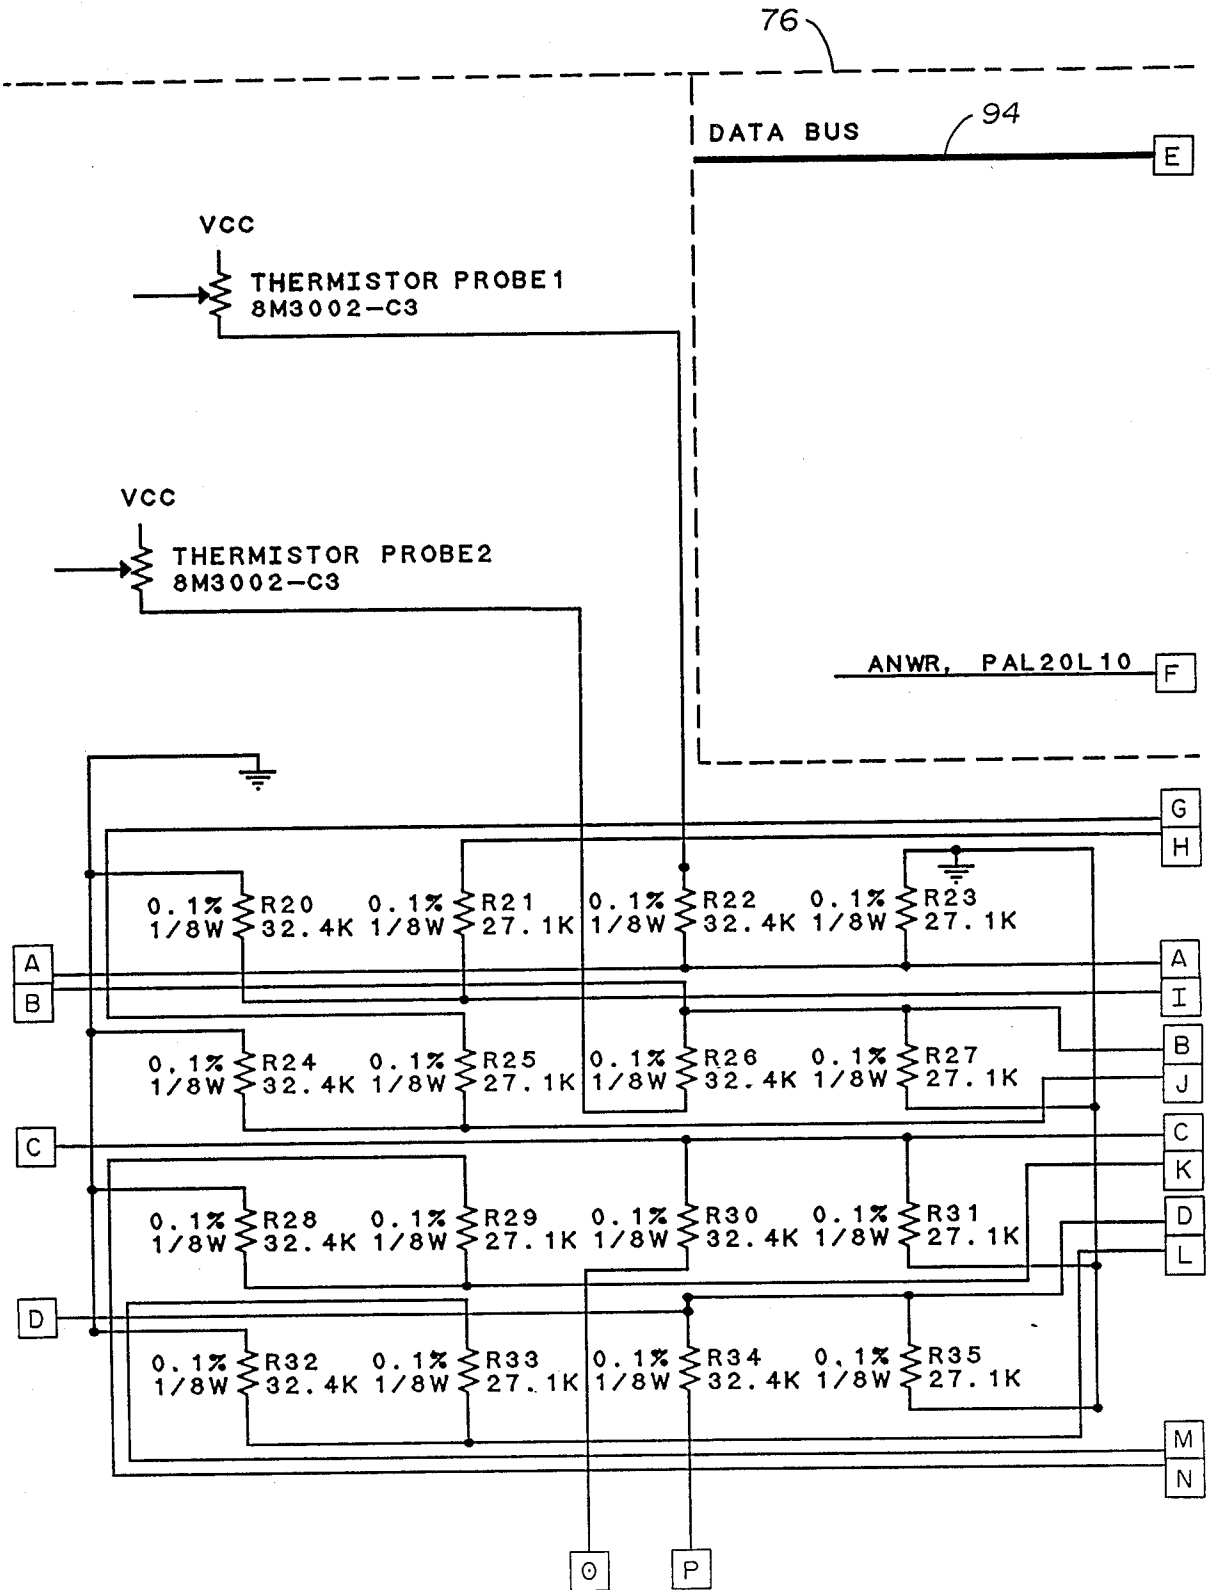 76
DATA BUS
94
E
VCC
THERMISTOR PROBE1
8M3002-C3
VCC
THERMISTOR PROBE2
8M3002-C3
ANWR, PAL20L10
F
G
H
0.1% R20 0.1% R21 0.1% R22 0.1% R23
1/8W 32.4K 1/8W 27.1K 1/8W 32.4K 1/8W 27.1K
A A
B I
0.1% R24 0.1% R25 0.1% R26 0.1% R27
1/8W 32.4K 1/8W 27.1K 1/8W 32.4K 1/8W 27.1K
B
J
C C
K
0.1% R28 0.1% R29 0.1% R30 0.1% R31
1/8W 32.4K 1/8W 27.1K 1/8W 32.4K 1/8W 27.1K
D
L
D
0.1% R32 0.1% R33 0.1% R34 0.1% R35
1/8W 32.4K 1/8W 27.1K 1/8W 32.4K 1/8W 27.1K
M
N
O P